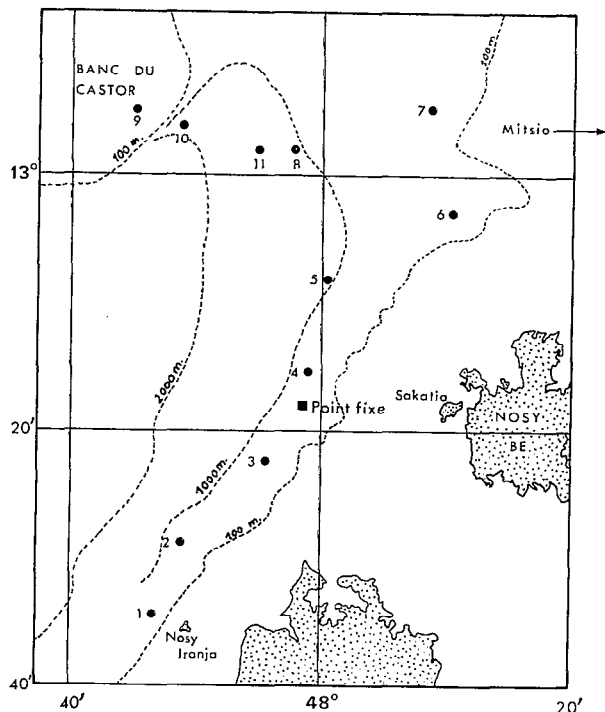 BANC DU
CASTOR
9
10
100 m.
11
8
7
100 m.
Mitsio
13°
6
5
4
Point fixe
Sakatia
NOSY
BE
2000 m.
20'
3
1000 m.
100 m.
2
1
Nosy
Iranja
40'
40'
48°
20'